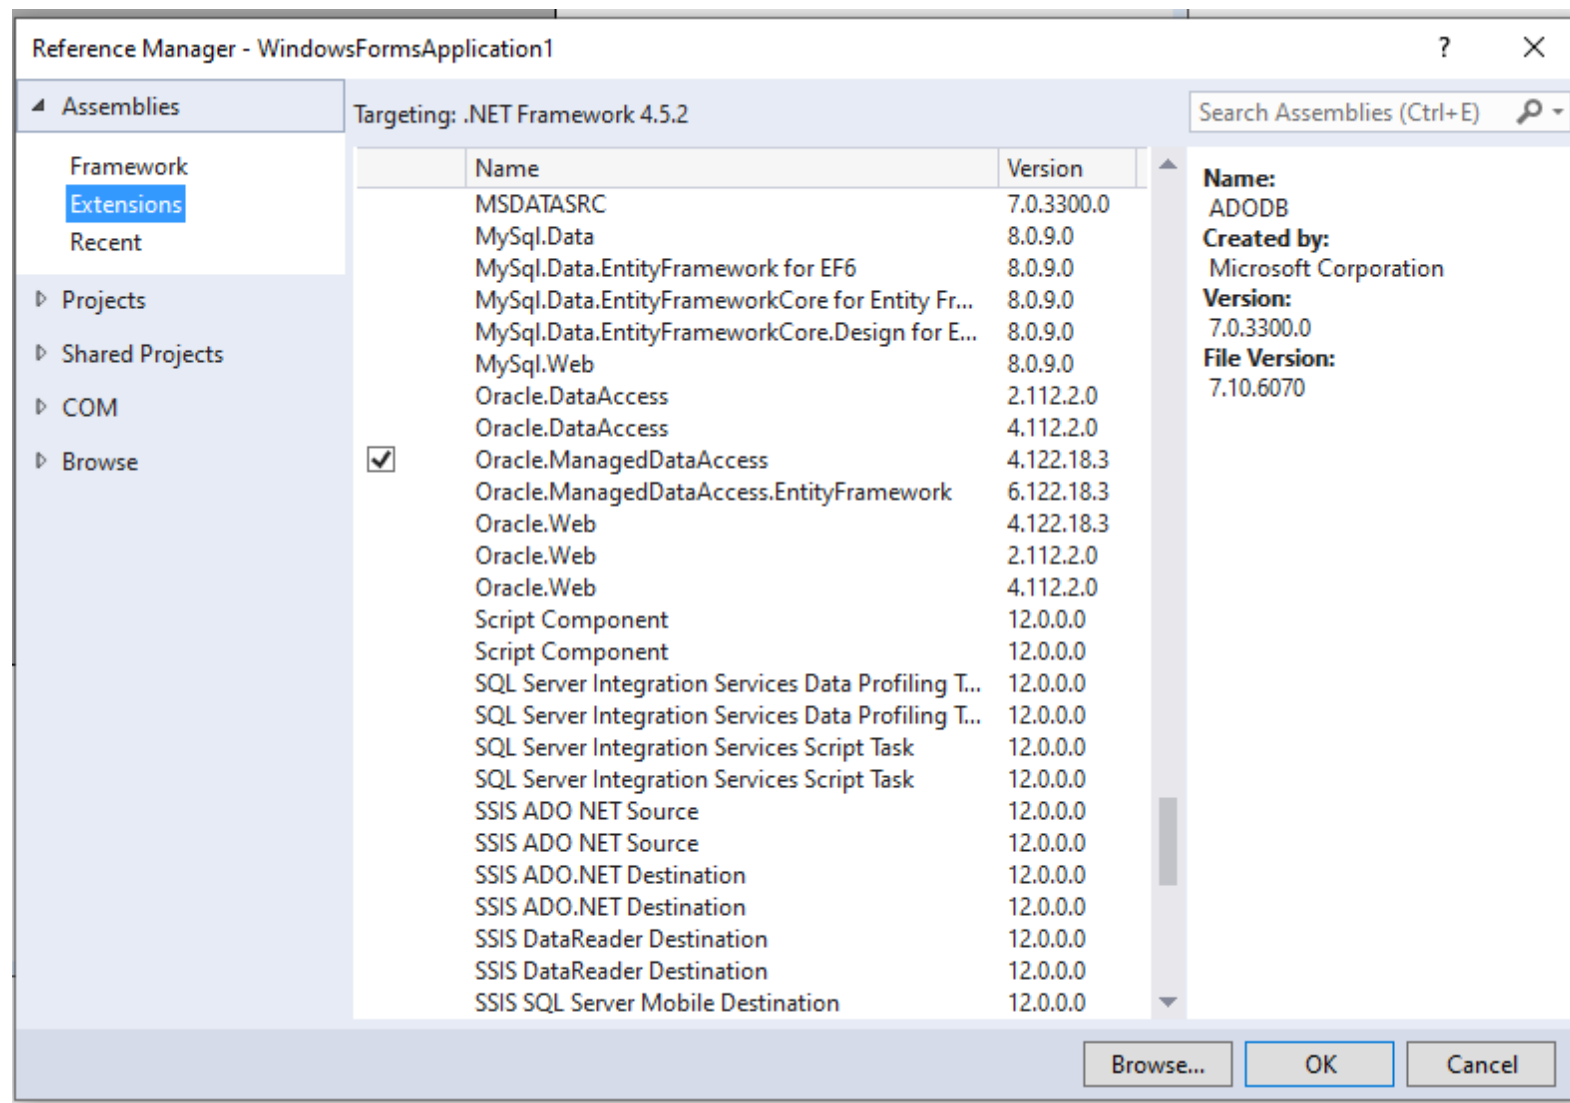 Reference Manager - WindowsFormsApplication1
?
Assemblies
Framework
Extensions
Recent
Projects
Shared Projects
COM
Browse
Targeting: .NET Framework 4.5.2
Name Version
MSDATASRC 7.0.3300.0
MySql.Data 8.0.9.0
MySql.Data.EntityFramework for EF6 8.0.9.0
MySql.Data.EntityFrameworkCore for Entity Fr... 8.0.9.0
MySql.Data.EntityFrameworkCore.Design for E... 8.0.9.0
MySql.Web 8.0.9.0
Oracle.DataAccess 2.112.2.0
Oracle.DataAccess 4.112.2.0
Oracle.ManagedDataAccess 4.122.18.3
Oracle.ManagedDataAccess.EntityFramework 6.122.18.3
Oracle.Web 4.122.18.3
Oracle.Web 2.112.2.0
Oracle.Web 4.112.2.0
Script Component 12.0.0.0
Script Component 12.0.0.0
SQL Server Integration Services Data Profiling T... 12.0.0.0
SQL Server Integration Services Data Profiling T... 12.0.0.0
SQL Server Integration Services Script Task 12.0.0.0
SQL Server Integration Services Script Task 12.0.0.0
SSIS ADO NET Source 12.0.0.0
SSIS ADO NET Source 12.0.0.0
SSIS ADO.NET Destination 12.0.0.0
SSIS ADO.NET Destination 12.0.0.0
SSIS DataReader Destination 12.0.0.0
SSIS DataReader Destination 12.0.0.0
SSIS SQL Server Mobile Destination 12.0.0.0
Search Assemblies (Ctrl+E)
Name:
ADODB
Created by:
Microsoft Corporation
Version:
7.0.3300.0
File Version:
7.10.6070
Browse... OK Cancel